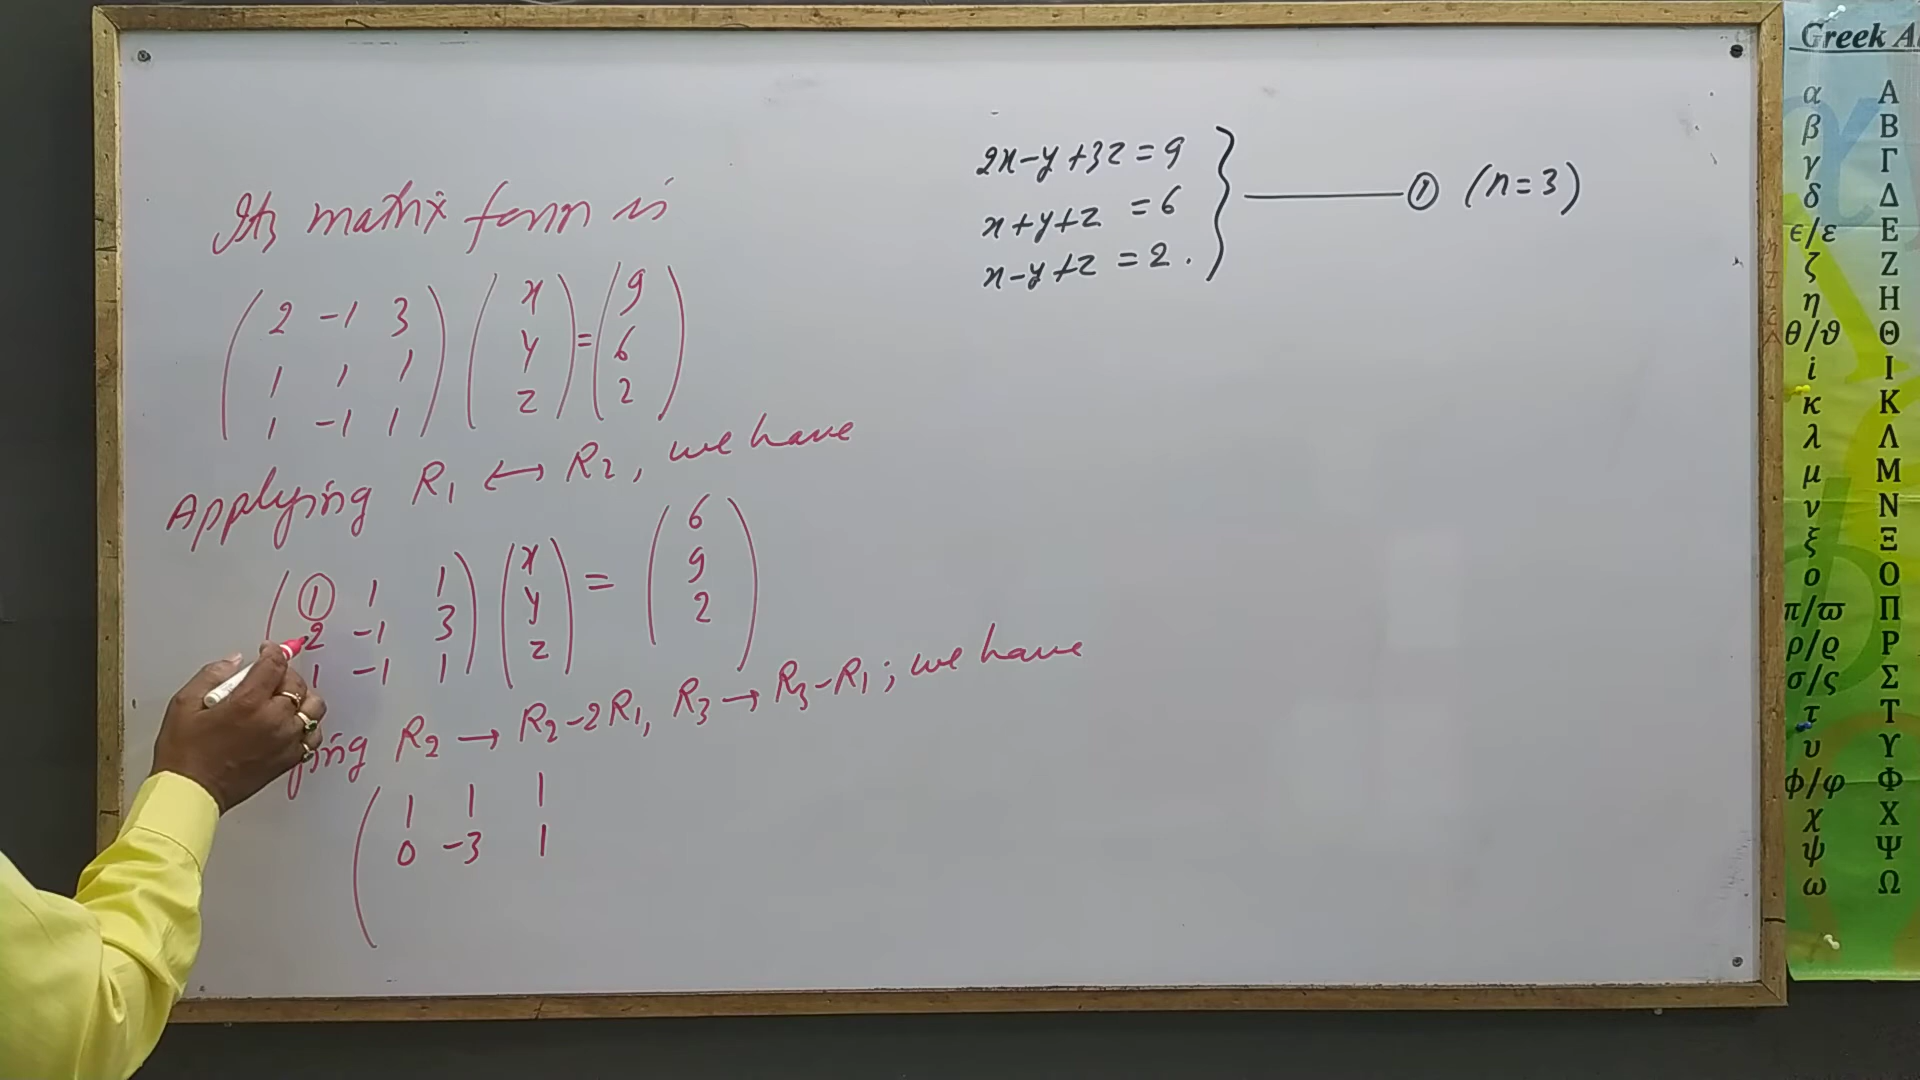 2x-y+3z=9
x+y+z =6 ① (n=3)
x-y+z =2.
Its matrix form is
( 2 -1 3 ) ( x ) = ( 9 )
1 1 1 y 6
1 -1 1 z 2
Applying R1 ↔ R2, we have
( ① 1 1 ) ( x ) = ( 6 )
2 -1 3 y 9
1 -1 1 z 2
ying R2 → R2-2R1, R3 → R3-R1; we have
( 1 1 1
0 -3 1
Greek A
α A
β B
γ Γ
δ Δ
ϵ/ε E
ζ Z
η H
θ/ϑ Θ
i I
κ K
λ Λ
μ M
ν N
ξ Ξ
o O
π/ϖ Π
ρ/ϱ P
σ/ς Σ
τ T
υ Υ
ϕ/φ Φ
χ X
ψ Ψ
ω Ω